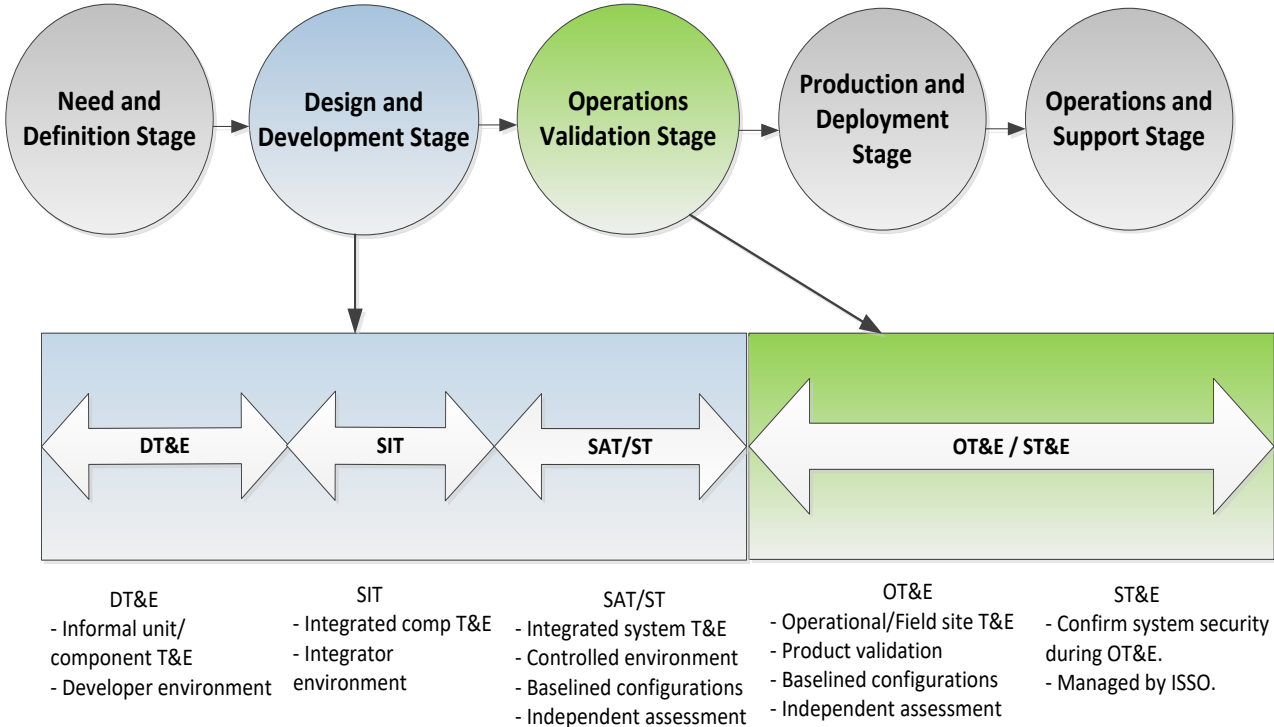 Need and
Definition Stage
Design and
Development Stage
Operations
Validation Stage
Production and
Deployment
Stage
Operations and
Support Stage
DT&E
SIT
SAT/ST
OT&E / ST&E
DT&E
- Informal unit/
component T&E
- Developer environment
SIT
- Integrated comp T&E
- Integrator
environment
SAT/ST
- Integrated system T&E
- Controlled environment
- Baselined configurations
- Independent assessment
OT&E
- Operational/Field site T&E
- Product validation
- Baselined configurations
- Independent assessment
ST&E
- Confirm system security
during OT&E.
- Managed by ISSO.